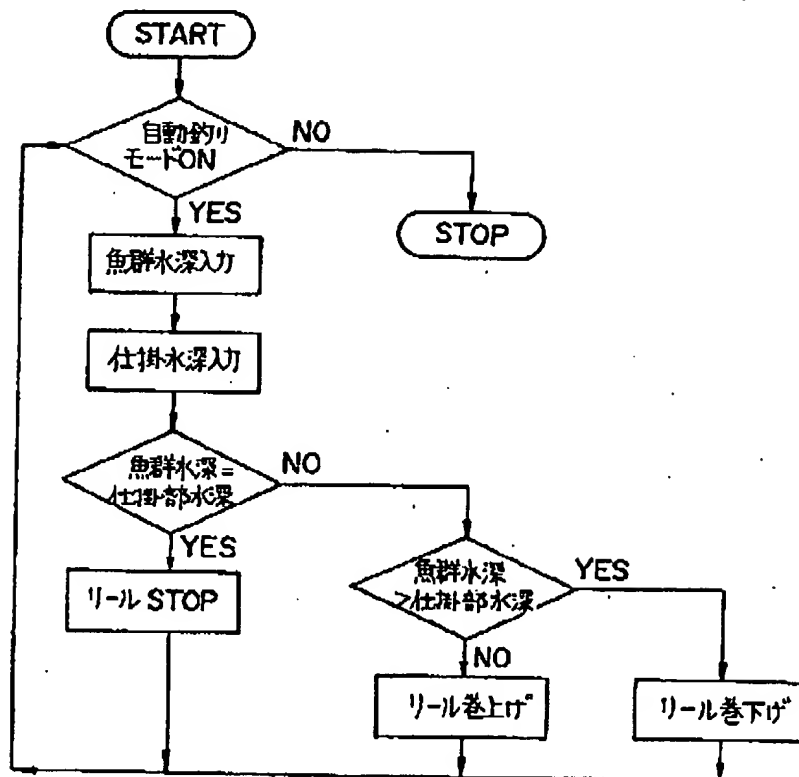 START
自動釣り
モードON
NO
YES
STOP
魚群水深入力
仕掛水深入力
魚群水深=
仕掛部水深
NO
YES
リールSTOP
魚群水深
>仕掛部水深
YES
NO
リール巻上げ
リール巻下げ